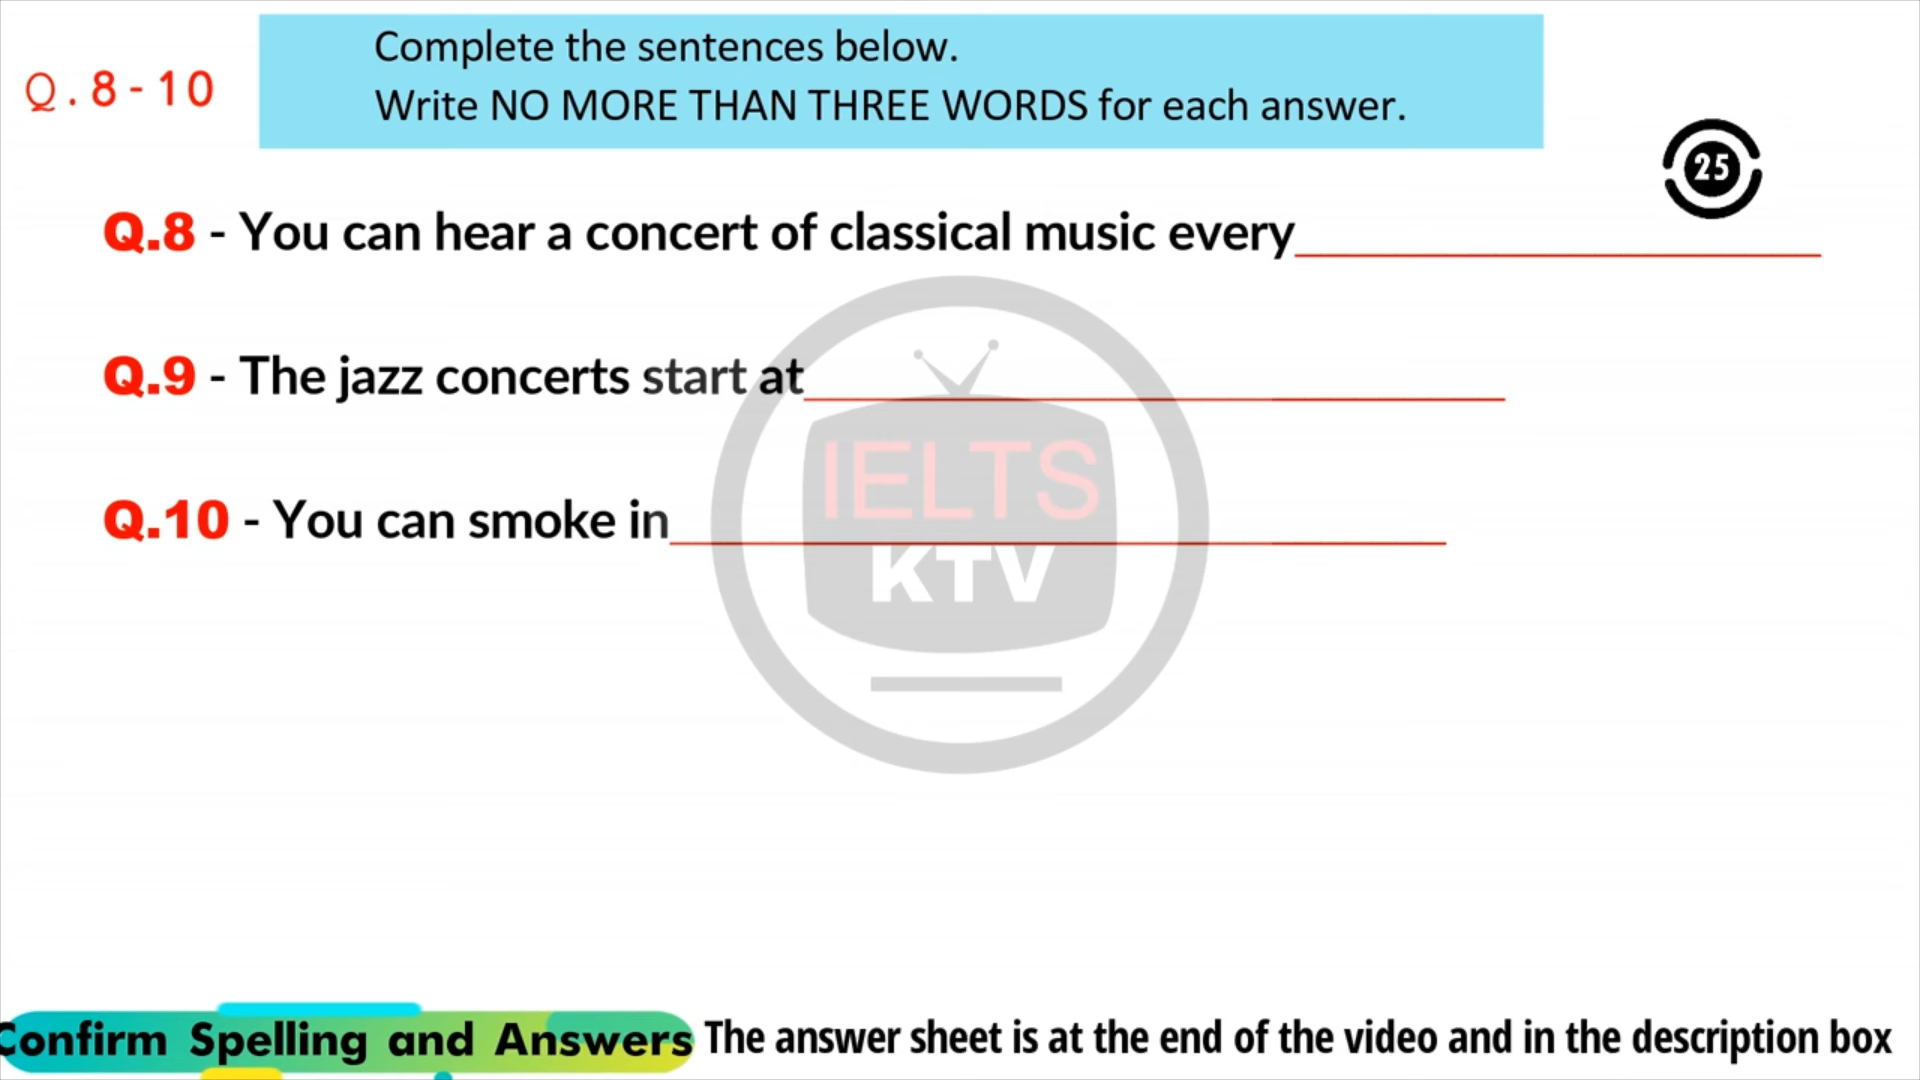 Complete the sentences below.
Q.8-10
Write NO MORE THAN THREE WORDS for each answer.
25
Q.8 - You can hear a concert of classical music every
Q.9 - The jazz concerts start at
IELTS
Q.10 - You can smoke in
KTV
Confirm Spelling and Answers The answer sheet is at the end of the video and in the description box